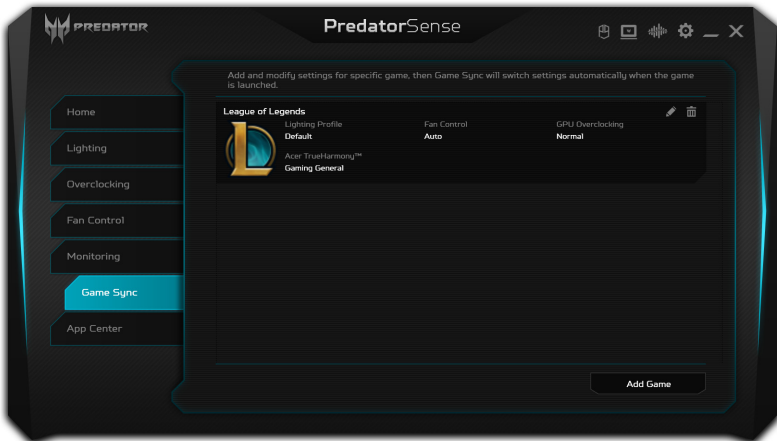 PREDATOR
PredatorSense
Add and modify settings for specific game, then Game Sync will switch settings automatically when the game
is launched.
Home
Lighting
Overclocking
Fan Control
Monitoring
Game Sync
App Center
League of Legends
Lighting Profile
Default
Fan Control
Auto
GPU Overclocking
Normal
Acer TrueHarmony™
Gaming General
Add Game